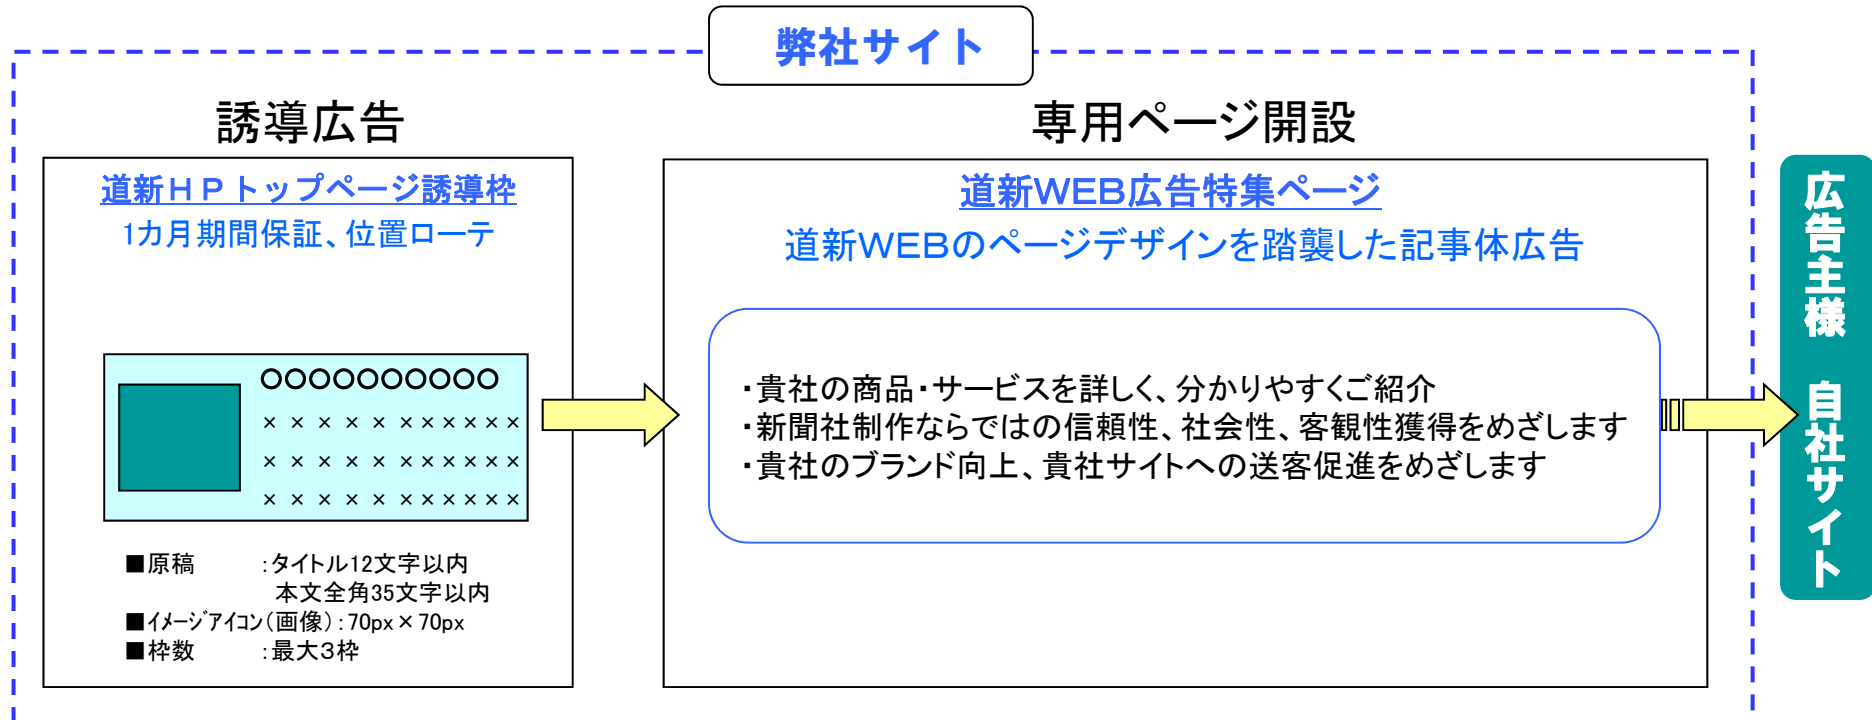 弊社サイト
誘導広告
道新HPトップページ誘導枠
1カ月期間保証、位置ローテ
○○○○○○○○○○
××××××××××
××××××××××
××××××××××
■原稿　　　:タイトル12文字以内
本文全角35文字以内
■イメージアイコン(画像):70px×70px
■枠数　　　:最大3枠
専用ページ開設
道新WEB広告特集ページ
道新WEBのページデザインを踏襲した記事体広告
・貴社の商品・サービスを詳しく、分かりやすくご紹介
・新聞社制作ならではの信頼性、社会性、客観性獲得をめざします
・貴社のブランド向上、貴社サイトへの送客促進をめざします
広告主様　自社サイト